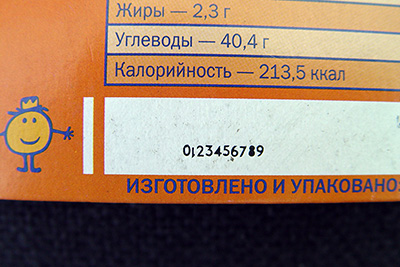 Жиры — 2,3 г
Углеводы — 40,4 г
Калорийность — 213,5 ккал
0123456789
ИЗГОТОВЛЕНО И УПАКОВАНО: